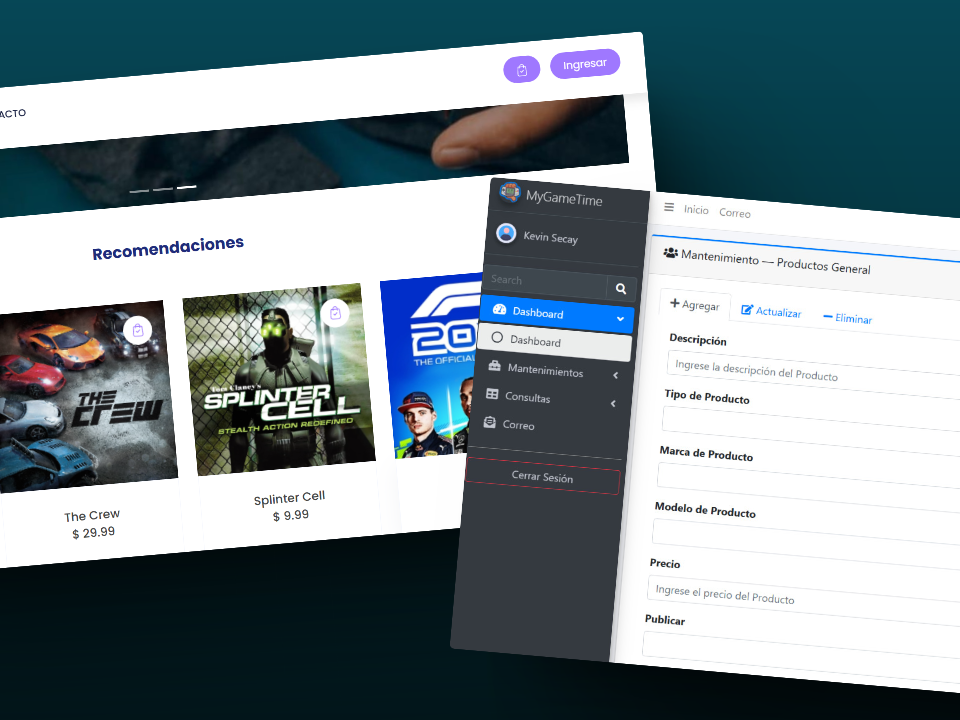 ACTO
Ingresar
Recomendaciones
THE CREW
Tom Clancy's
SPLINTER CELL
STEALTH ACTION REDEFINED
THE OFFICIAL
The Crew
$ 29.99
Splinter Cell
$ 9.99
MyGameTime
Kevin Secay
Search
Dashboard
Dashboard
Mantenimientos
Consultas
Correo
Cerrar Sesión
Inicio Correo
Mantenimiento — Productos General
Agregar Actualizar Eliminar
Descripción
Ingrese la descripción del Producto
Tipo de Producto
Marca de Producto
Modelo de Producto
Precio
Ingrese el precio del Producto
Publicar